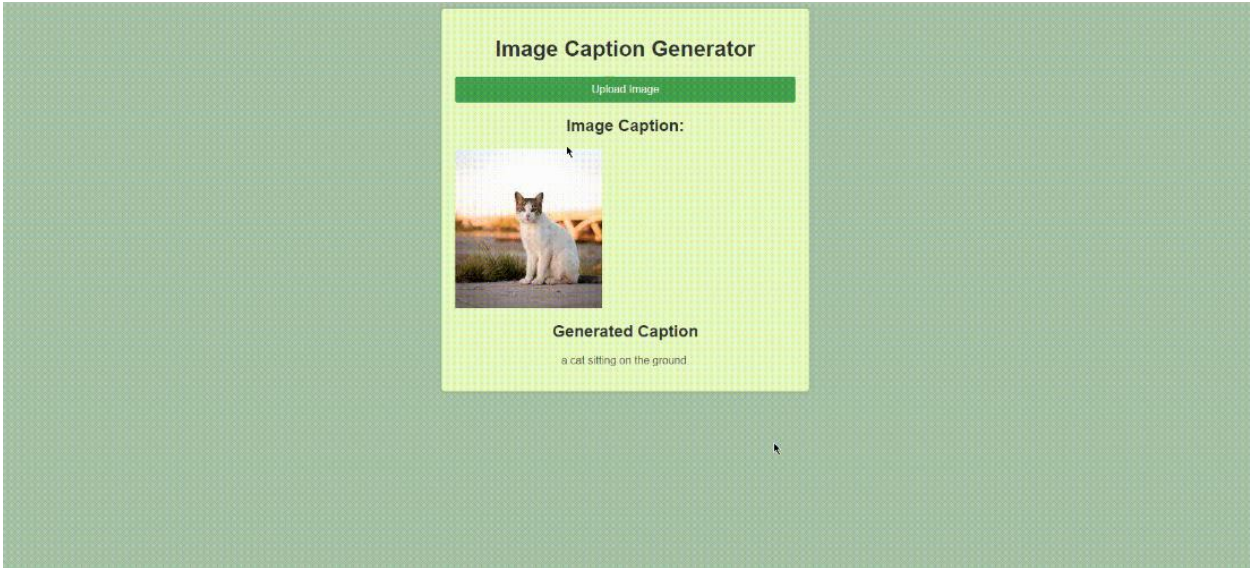 Image Caption Generator
Upload Image
Image Caption:
Generated Caption
a cat sitting on the ground